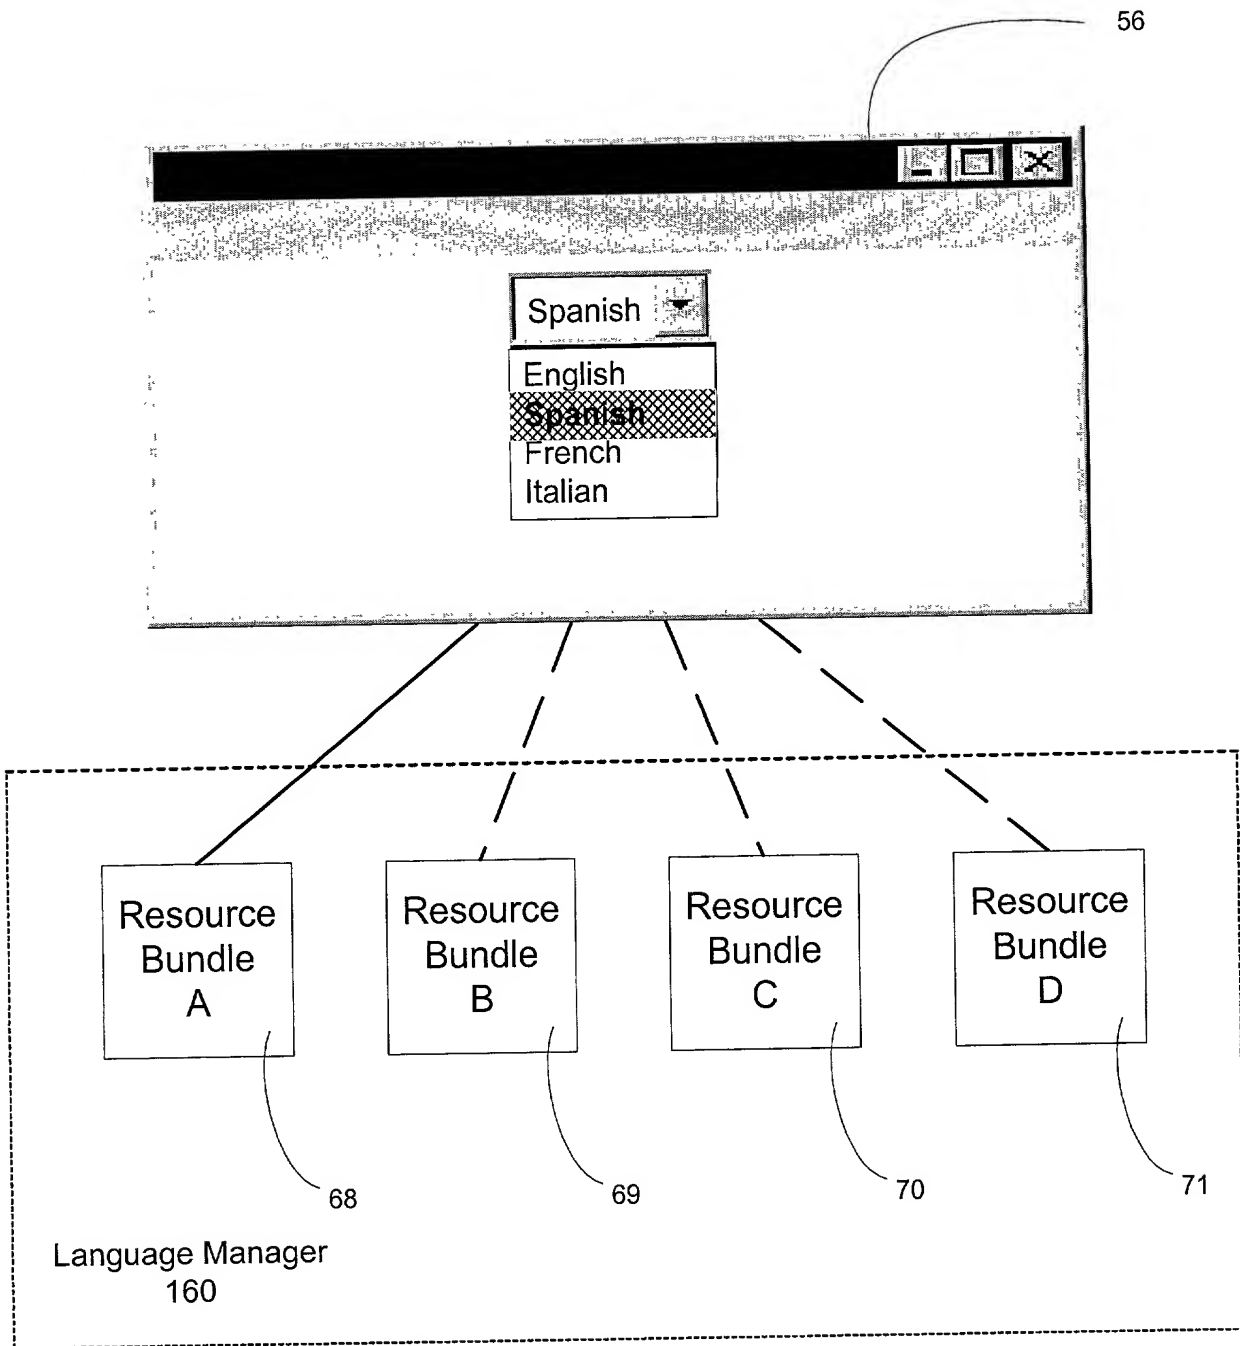 56
Spanish
English
Spanish
French
Italian
Resource
Bundle
A
Resource
Bundle
B
Resource
Bundle
C
Resource
Bundle
D
68
69
70
71
Language Manager
160